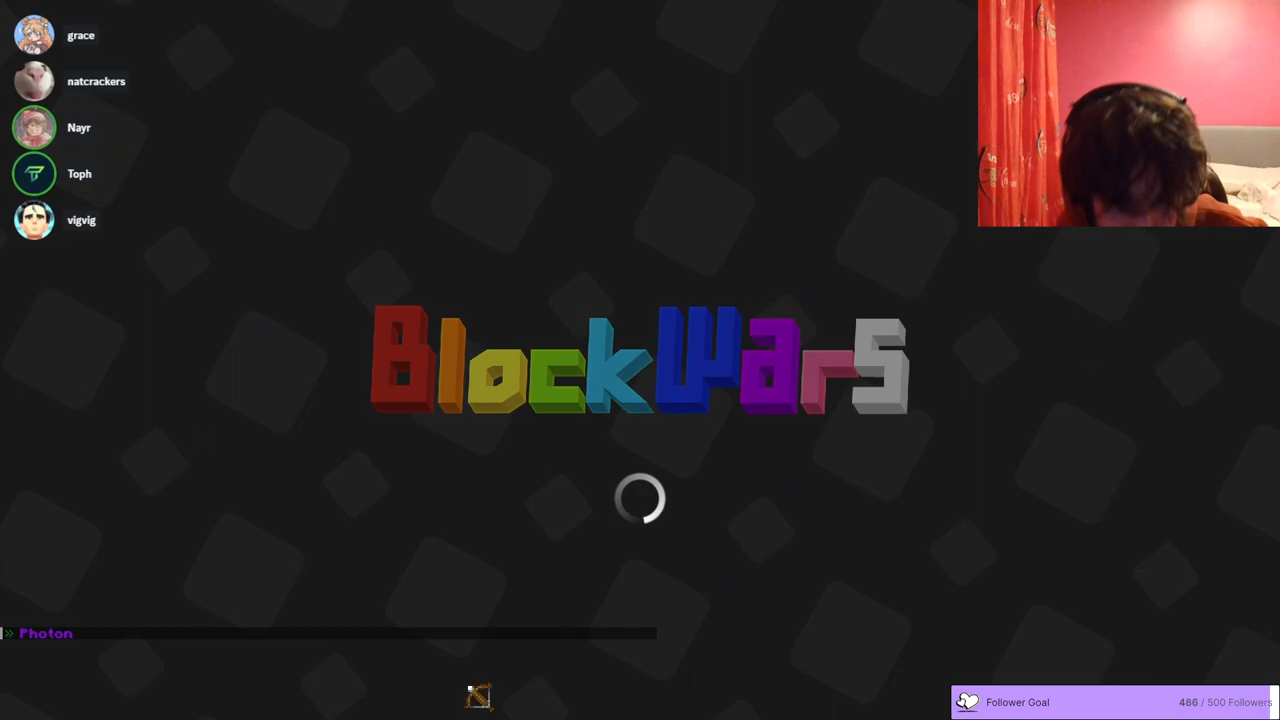 grace
natcrackers
Nayr
Toph
vigvig
BlockWars
» Photon
Follower Goal 486 / 500 Followers